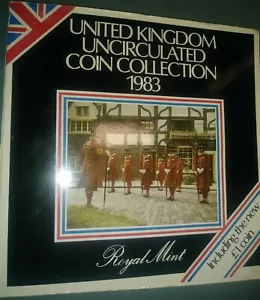 UNITED KINGDOM
UNCIRCULATED
COIN COLLECTION
1983
Royal Mint
Including the new
£1 coin